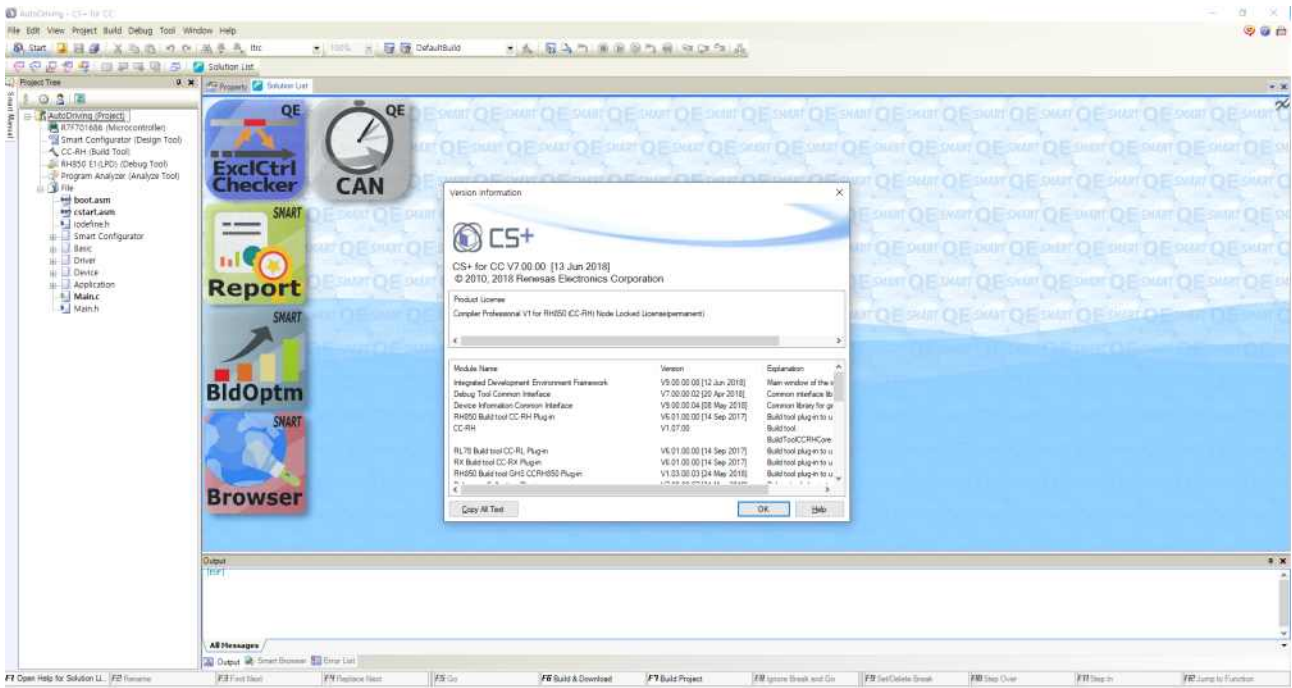 AutoDriving - CS+ for CC
File Edit View Project Build Debug Tool Window Help
Start
ttrc
100%
DefaultBuild
Solution List
Project Tree
Property
Solution List
Smart Manual
AutoDriving (Project)
Smart Configurator (Design Tool)
CC-RH (Build Tool)
RH850 E1(LPD) (Debug Tool)
Program Analyzer (Analyze Tool)
File
boot.asm
cstart.asm
iodefine.h
Smart Configurator
Basic
Driver
Device
Application
Main.c
Main.h
QE
ExclCtrl
Checker
QE
CAN
SMART
Report
SMART
BldOptm
SMART
Browser
Version Information
CS+
CS+ for CC V7.00.00 [13 Jun 2018]
© 2010, 2018 Renesas Electronics Corporation
Product License
Compiler Professional V1 for RH850 (CC-RH) Node Locked License(permanent)
Module Name Version Explanation
Integrated Development Environment Framework V9.00.00.00 [12 Jun 2018] Main window of the
Debug Tool Common Interface V7.00.00.02 [20 Apr 2018] Common interface lib
Device Information Common Interface V9.00.00.04 [08 May 2018] Common library for ge
RH850 Build tool CC-RH Plug-in V6.01.00.00 [14 Sep 2017] Build tool plug-in to u
CC-RH V1.07.00 Build tool.
BuildToolCCRHCore
RL78 Build tool CC-RL Plug-in V6.01.00.00 [14 Sep 2017] Build tool plug-in to u
RX Build tool CC-RX Plug-in V6.01.00.00 [14 Sep 2017] Build tool plug-in to u
RH850 Build tool GHS CCRH850 Plug-in V1.03.00.03 [24 May 2018] Build tool plug-in to u
Copy All Text
OK
Help
Output
[EOF]
All Messages
Output Smart Browser Error List
F1 Open Help for Solution Li... F2 Rename F3 Find Next F4 Replace Next F5 Go F6 Build & Download F7 Build Project F8 Ignore Break and Go F9 Set/Delete Break F10 Step Over F11 Step In F12 Jump to Function